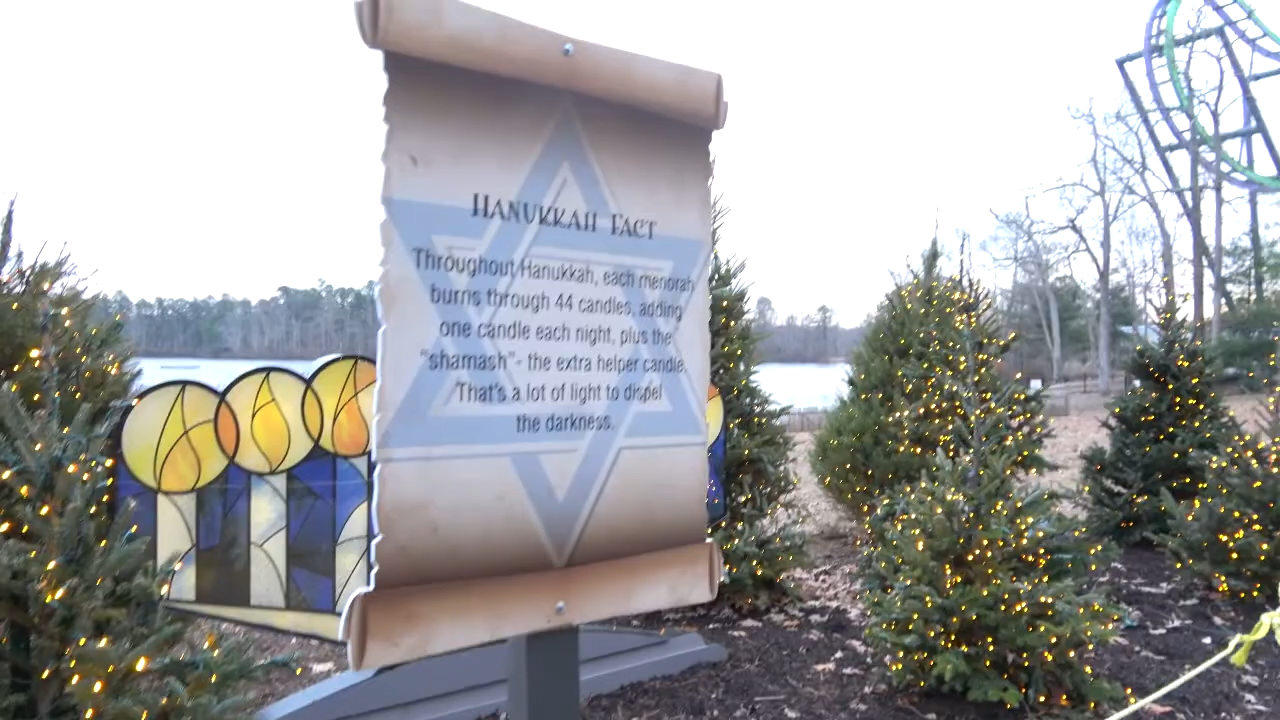 HANUKKAH FACT
Throughout Hanukkah, each menorah
burns through 44 candles, adding
one candle each night, plus the
"shamash"- the extra helper candle.
That's a lot of light to dispel
the darkness.